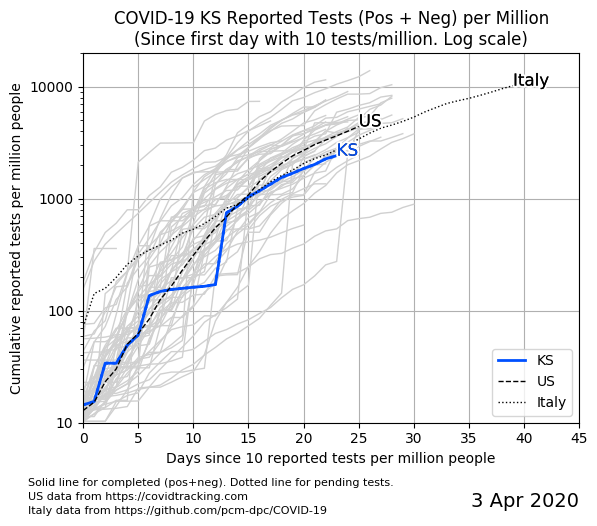 COVID-19 KS Reported Tests (Pos + Neg) per Million
(Since first day with 10 tests/million. Log scale)
Cumulative reported tests per million people
10000
1000
100
10
Italy
US
KS
KS
US
Italy
0 5 10 15 20 25 30 35 40 45
Days since 10 reported tests per million people
Solid line for completed (pos+neg). Dotted line for pending tests.
US data from https://covidtracking.com
Italy data from https://github.com/pcm-dpc/COVID-19
3 Apr 2020